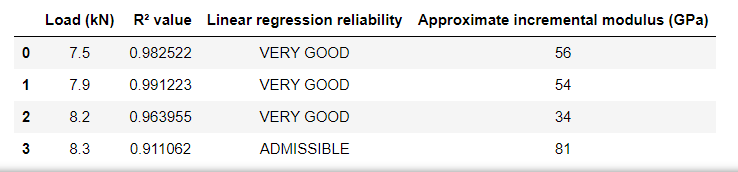 Load (kN) R² value Linear regression reliability Approximate incremental modulus (GPa)
0 7.5 0.982522 VERY GOOD 56
1 7.9 0.991223 VERY GOOD 54
2 8.2 0.963955 VERY GOOD 34
3 8.3 0.911062 ADMISSIBLE 81